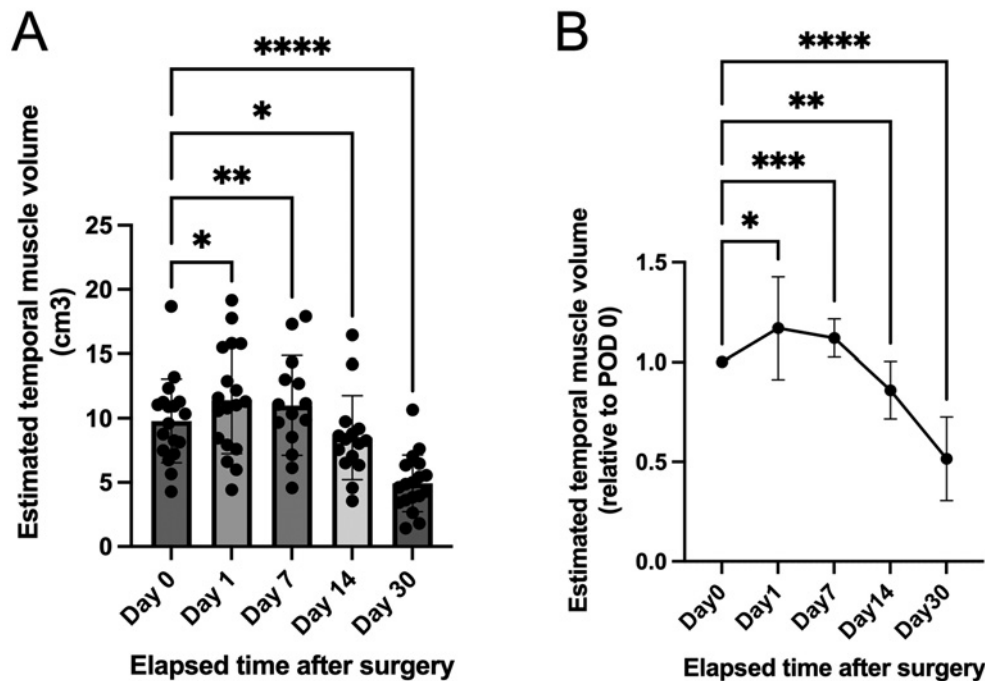 A
****
*
**
*
Estimated temporal muscle volume
(cm3)
25
20
15
10
5
0
Day 0
Day 1
Day 7
Day 14
Day 30
Elapsed time after surgery
B
****
**
***
*
Estimated temporal muscle volume
(relative to POD 0)
1.5
1.0
0.5
0.0
Day0
Day1
Day7
Day14
Day30
Elapsed time after surgery